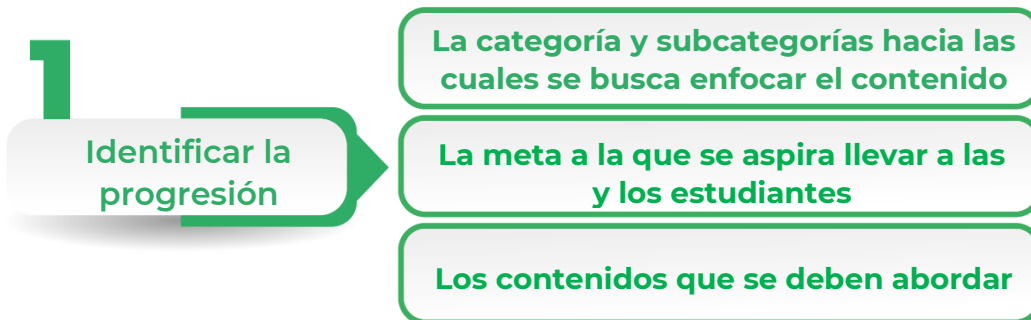 1
Identificar la
progresión
La categoría y subcategorías hacia las
cuales se busca enfocar el contenido
La meta a la que se aspira llevar a las
y los estudiantes
Los contenidos que se deben abordar